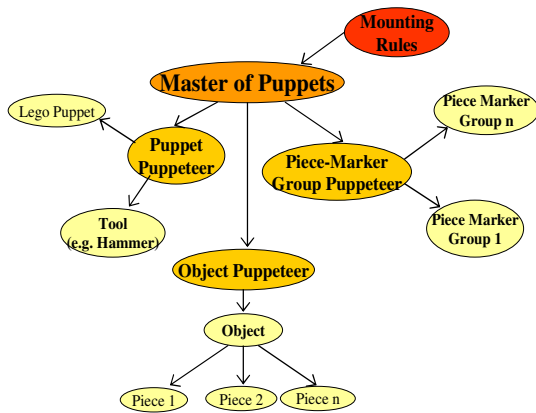 Mounting
Rules
Master of Puppets
Lego Puppet
Piece Marker
Group n
Puppet
Puppeteer
Piece-Marker
Group Puppeteer
Tool
(e.g. Hammer)
Piece Marker
Group 1
Object Puppeteer
Object
Piece 1
Piece 2
Piece n